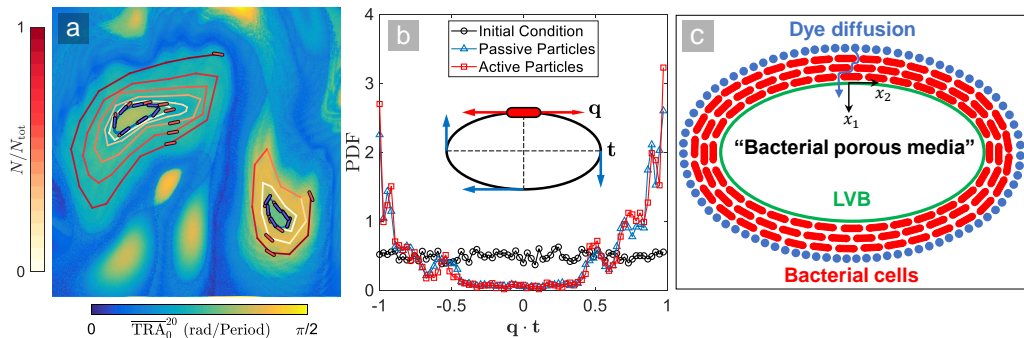 a
1
N/N_tot
0
0
TRA_0^20 (rad/Period)
π/2
b
Initial Condition
Passive Particles
Active Particles
4
3
2
1
0
PDF
q
t
-1
-0.5
0
0.5
1
q · t
c
Dye diffusion
x_2
x_1
“Bacterial porous media”
LVB
Bacterial cells